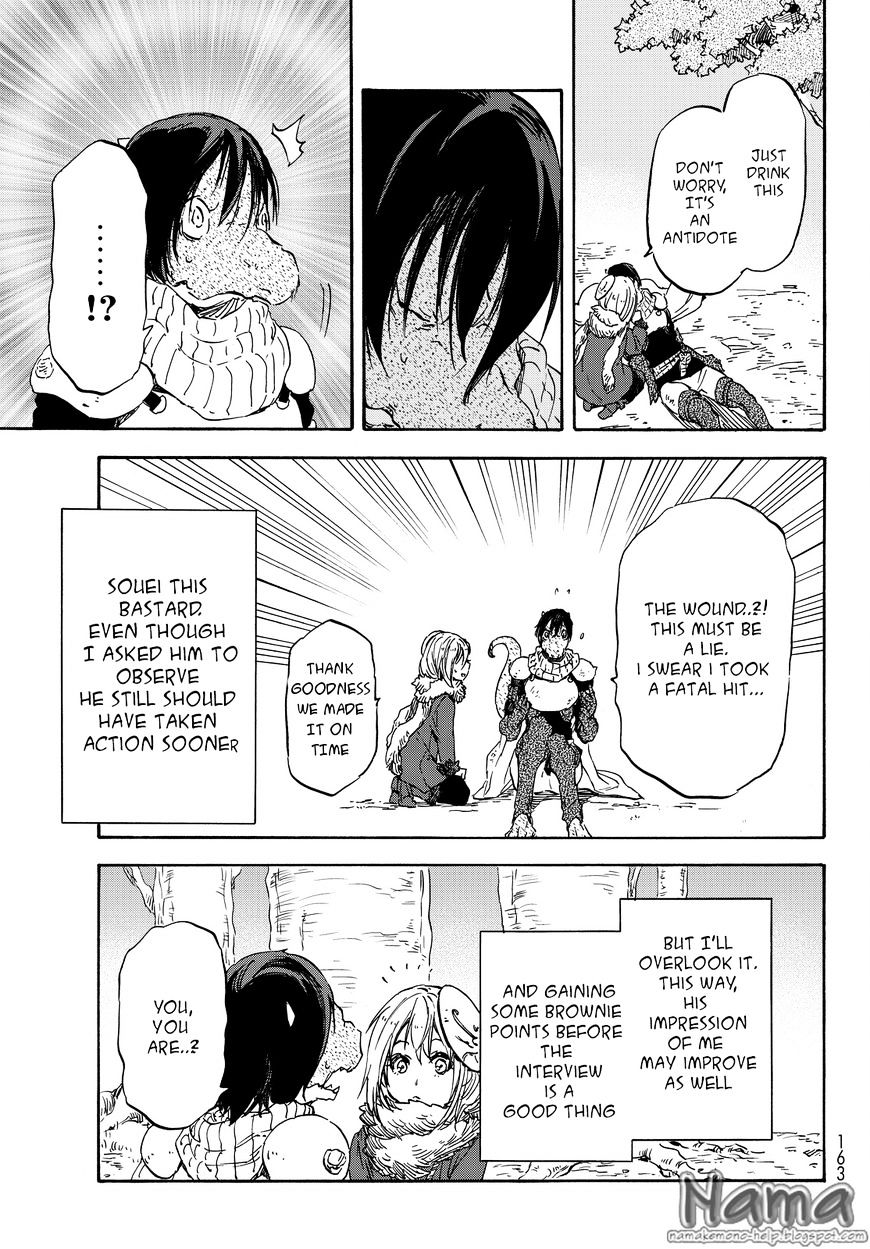 JUST
DRINK
THIS
DON'T
WORRY,
IT'S
AN
ANTIDOTE
......
!?
THE WOUND..?!
THIS MUST BE
A LIE.
I SWEAR I TOOK
A FATAL HIT...
THANK
GOODNESS
WE MADE
IT ON
TIME
SOUEI THIS
BASTARD.
EVEN THOUGH
I ASKED HIM TO
OBSERVE
HE STILL SHOULD
HAVE TAKEN
ACTION SOONER
BUT I'LL
OVERLOOK IT.
THIS WAY,
HIS
IMPRESSION
OF ME
MAY IMPROVE
AS WELL
AND GAINING
SOME BROWNIE
POINTS BEFORE
THE
INTERVIEW
IS A
GOOD THING
YOU,
YOU
ARE..?
163
Nama
namakemono-help.blogspot.com